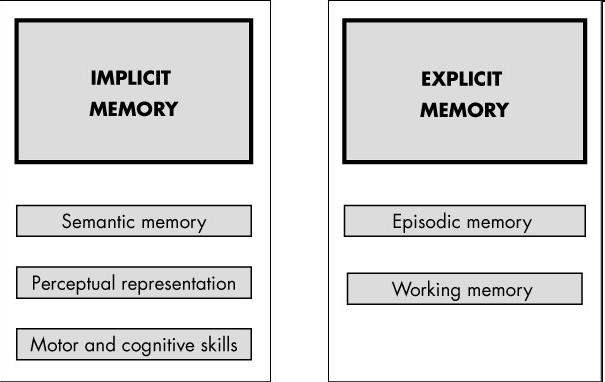 IMPLICIT
MEMORY
Semantic memory
Perceptual representation
Motor and cognitive skills
EXPLICIT
MEMORY
Episodic memory
Working memory